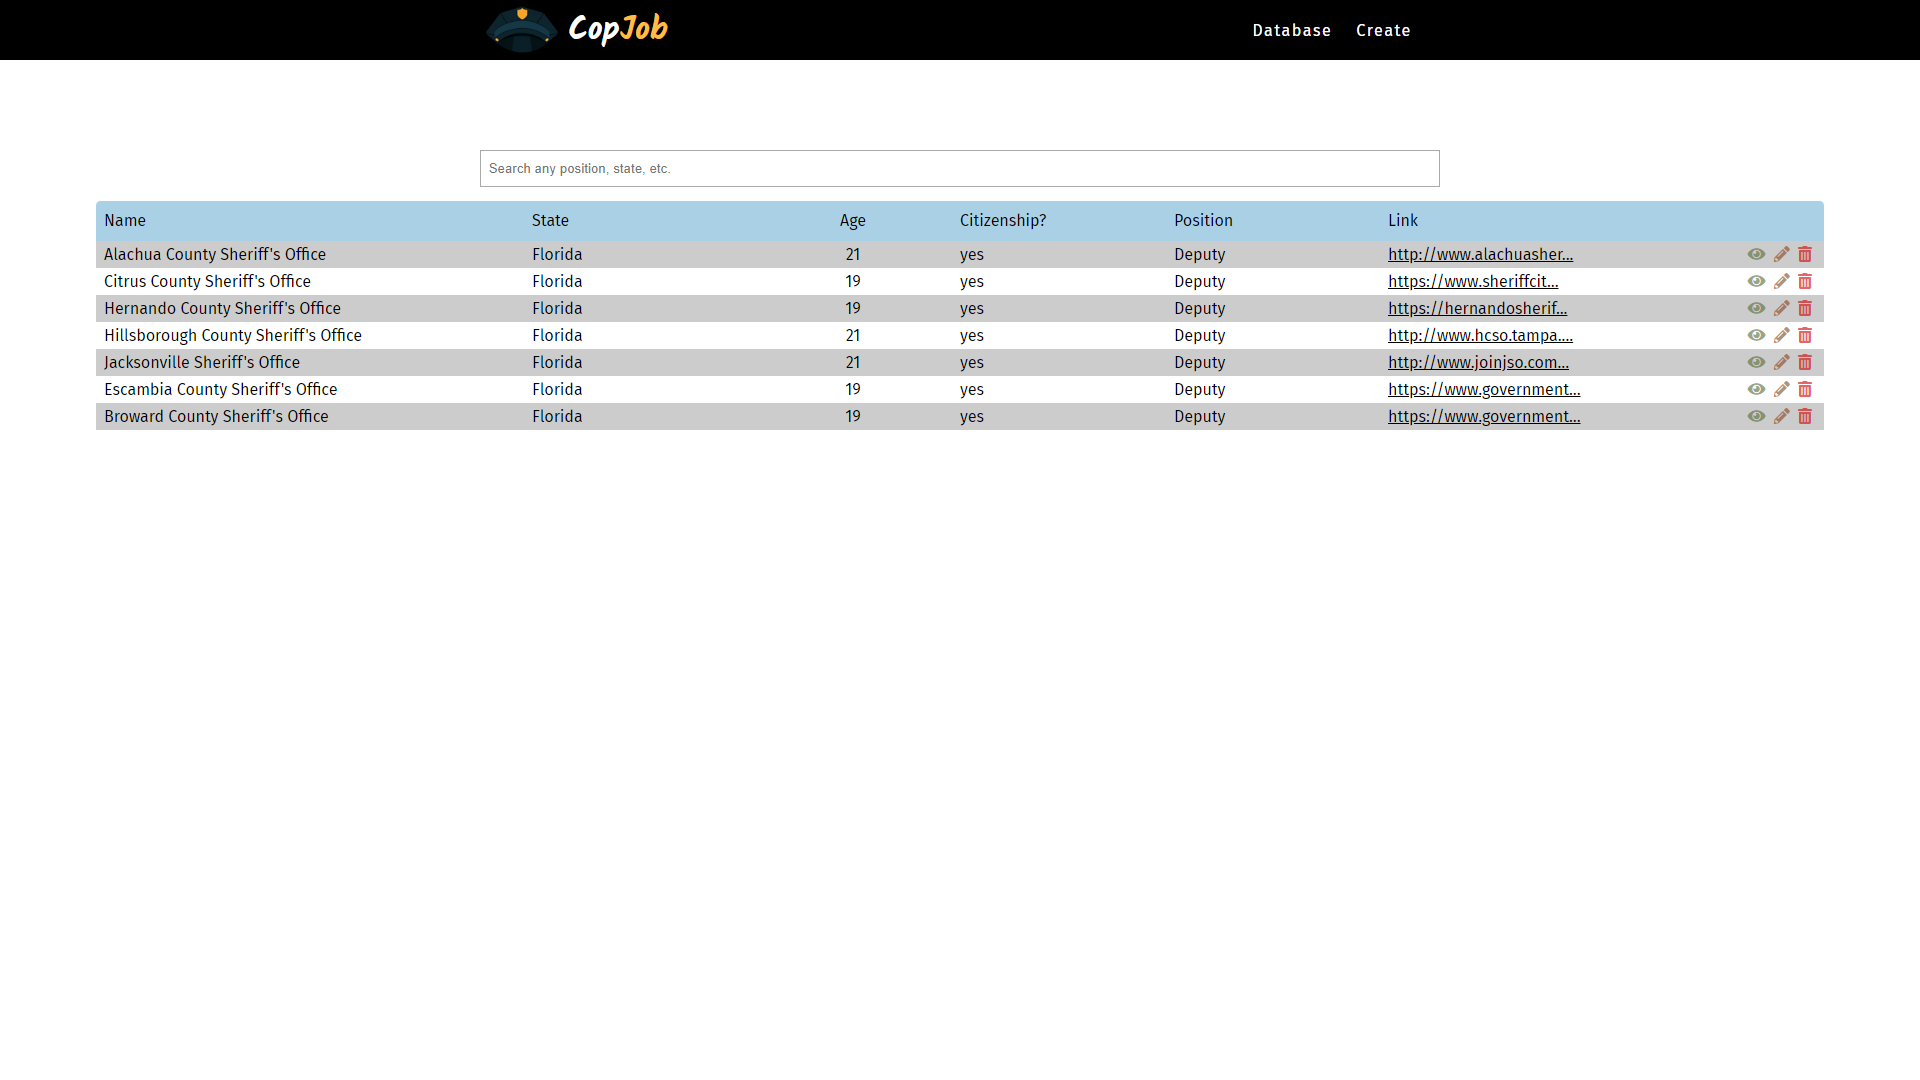 CopJob Database Create
Search any position, state, etc.
Name State Age Citizenship? Position Link
Alachua County Sheriff's Office Florida 21 yes Deputy http://www.alachuasher...
Citrus County Sheriff's Office Florida 19 yes Deputy https://www.sheriffcit...
Hernando County Sheriff's Office Florida 19 yes Deputy https://hernandosherif...
Hillsborough County Sheriff's Office Florida 21 yes Deputy http://www.hcso.tampa....
Jacksonville Sheriff's Office Florida 21 yes Deputy http://www.joinjso.com...
Escambia County Sheriff's Office Florida 19 yes Deputy https://www.government...
Broward County Sheriff's Office Florida 19 yes Deputy https://www.government...